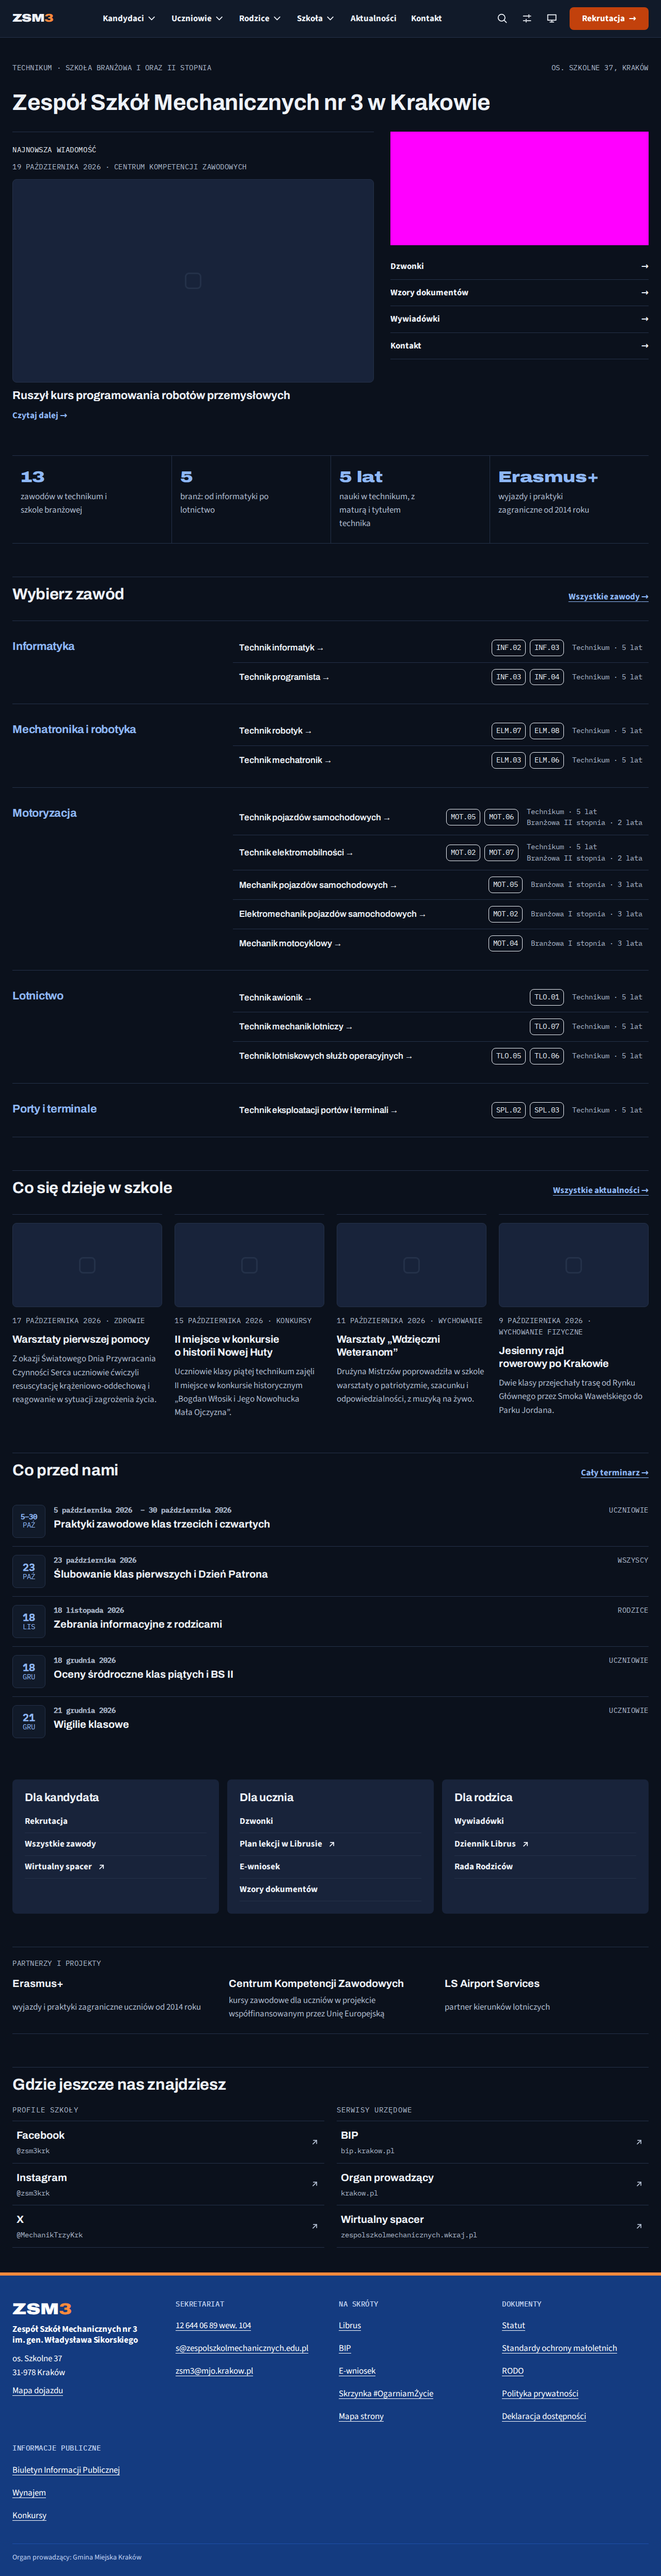 ZSM3
Kandydaci
Uczniowie
Rodzice
Szkoła
Aktualności
Kontakt
Rekrutacja →
TECHNIKUM · SZKOŁA BRANŻOWA I ORAZ II STOPNIA
OS. SZKOLNE 37, KRAKÓW
Zespół Szkół Mechanicznych nr 3 w Krakowie
NAJNOWSZA WIADOMOŚĆ
19 PAŹDZIERNIKA 2026 · CENTRUM KOMPETENCJI ZAWODOWYCH
Ruszył kurs programowania robotów przemysłowych
Czytaj dalej →
Dzwonki →
Wzory dokumentów →
Wywiadówki →
Kontakt →
13
zawodów w technikum i
szkole branżowej
5
branż: od informatyki po
lotnictwo
5 lat
nauki w technikum, z
maturą i tytułem
technika
Erasmus+
wyjazdy i praktyki
zagraniczne od 2014 roku
Wybierz zawód
Wszystkie zawody →
Informatyka
Technik informatyk → INF.02 INF.03 Technikum · 5 lat
Technik programista → INF.03 INF.04 Technikum · 5 lat
Mechatronika i robotyka
Technik robotyk → ELM.07 ELM.08 Technikum · 5 lat
Technik mechatronik → ELM.03 ELM.06 Technikum · 5 lat
Motoryzacja
Technik pojazdów samochodowych → MOT.05 MOT.06 Technikum · 5 lat
Branżowa II stopnia · 2 lata
Technik elektromobilności → MOT.02 MOT.07 Technikum · 5 lat
Branżowa II stopnia · 2 lata
Mechanik pojazdów samochodowych → MOT.05 Branżowa I stopnia · 3 lata
Elektromechanik pojazdów samochodowych → MOT.02 Branżowa I stopnia · 3 lata
Mechanik motocyklowy → MOT.04 Branżowa I stopnia · 3 lata
Lotnictwo
Technik awionik → TLO.01 Technikum · 5 lat
Technik mechanik lotniczy → TLO.07 Technikum · 5 lat
Technik lotniskowych służb operacyjnych → TLO.05 TLO.06 Technikum · 5 lat
Porty i terminale
Technik eksploatacji portów i terminali → SPL.02 SPL.03 Technikum · 5 lat
Co się dzieje w szkole
Wszystkie aktualności →
17 PAŹDZIERNIKA 2026 · ZDROWIE
Warsztaty pierwszej pomocy
Z okazji Światowego Dnia Przywracania
Czynności Serca uczniowie ćwiczyli
resuscytację krążeniowo-oddechową i
reagowanie w sytuacji zagrożenia życia.
15 PAŹDZIERNIKA 2026 · KONKURSY
II miejsce w konkursie
o historii Nowej Huty
Uczniowie klasy piątej technikum zajęli
II miejsce w konkursie historycznym
„Bogdan Włosik i Jego Nowohucka
Mała Ojczyzna”.
11 PAŹDZIERNIKA 2026 · WYCHOWANIE
Warsztaty „Wdzięczni
Weteranom”
Drużyna Mistrzów poprowadziła w szkole
warsztaty o patriotyzmie, szacunku i
odpowiedzialności, z muzyką na żywo.
9 PAŹDZIERNIKA 2026 ·
WYCHOWANIE FIZYCZNE
Jesienny rajd
rowerowy po Krakowie
Dwie klasy przejechały trasę od Rynku
Głównego przez Smoka Wawelskiego do
Parku Jordana.
Co przed nami
Cały terminarz →
5–30
PAŹ
5 października 2026 – 30 października 2026
Praktyki zawodowe klas trzecich i czwartych
UCZNIOWIE
23
PAŹ
23 października 2026
Ślubowanie klas pierwszych i Dzień Patrona
WSZYSCY
18
LIS
18 listopada 2026
Zebrania informacyjne z rodzicami
RODZICE
18
GRU
18 grudnia 2026
Oceny śródroczne klas piątych i BS II
UCZNIOWIE
21
GRU
21 grudnia 2026
Wigilie klasowe
UCZNIOWIE
Dla kandydata
Rekrutacja
Wszystkie zawody
Wirtualny spacer ↗
Dla ucznia
Dzwonki
Plan lekcji w Librusie ↗
E-wniosek
Wzory dokumentów
Dla rodzica
Wywiadówki
Dziennik Librus ↗
Rada Rodziców
PARTNERZY I PROJEKTY
Erasmus+
wyjazdy i praktyki zagraniczne uczniów od 2014 roku
Centrum Kompetencji Zawodowych
kursy zawodowe dla uczniów w projekcie
współfinansowanym przez Unię Europejską
LS Airport Services
partner kierunków lotniczych
Gdzie jeszcze nas znajdziesz
PROFILE SZKOŁY
Facebook
@zsm3krk ↗
Instagram
@zsm3krk ↗
X
@MechanikTrzyKrk ↗
SERWISY URZĘDOWE
BIP
bip.krakow.pl ↗
Organ prowadzący
krakow.pl ↗
Wirtualny spacer
zespolszkolmechanicznych.wkraj.pl ↗
ZSM3
Zespół Szkół Mechanicznych nr 3
im. gen. Władysława Sikorskiego
os. Szkolne 37
31-978 Kraków
Mapa dojazdu
SEKRETARIAT
12 644 06 89 wew. 104
s@zespolszkolmechanicznych.edu.pl
zsm3@mjo.krakow.pl
NA SKRÓTY
Librus
BIP
E-wniosek
Skrzynka #OgarniamŻycie
Mapa strony
DOKUMENTY
Statut
Standardy ochrony małoletnich
RODO
Polityka prywatności
Deklaracja dostępności
INFORMACJE PUBLICZNE
Biuletyn Informacji Publicznej
Wynajem
Konkursy
Organ prowadzący: Gmina Miejska Kraków